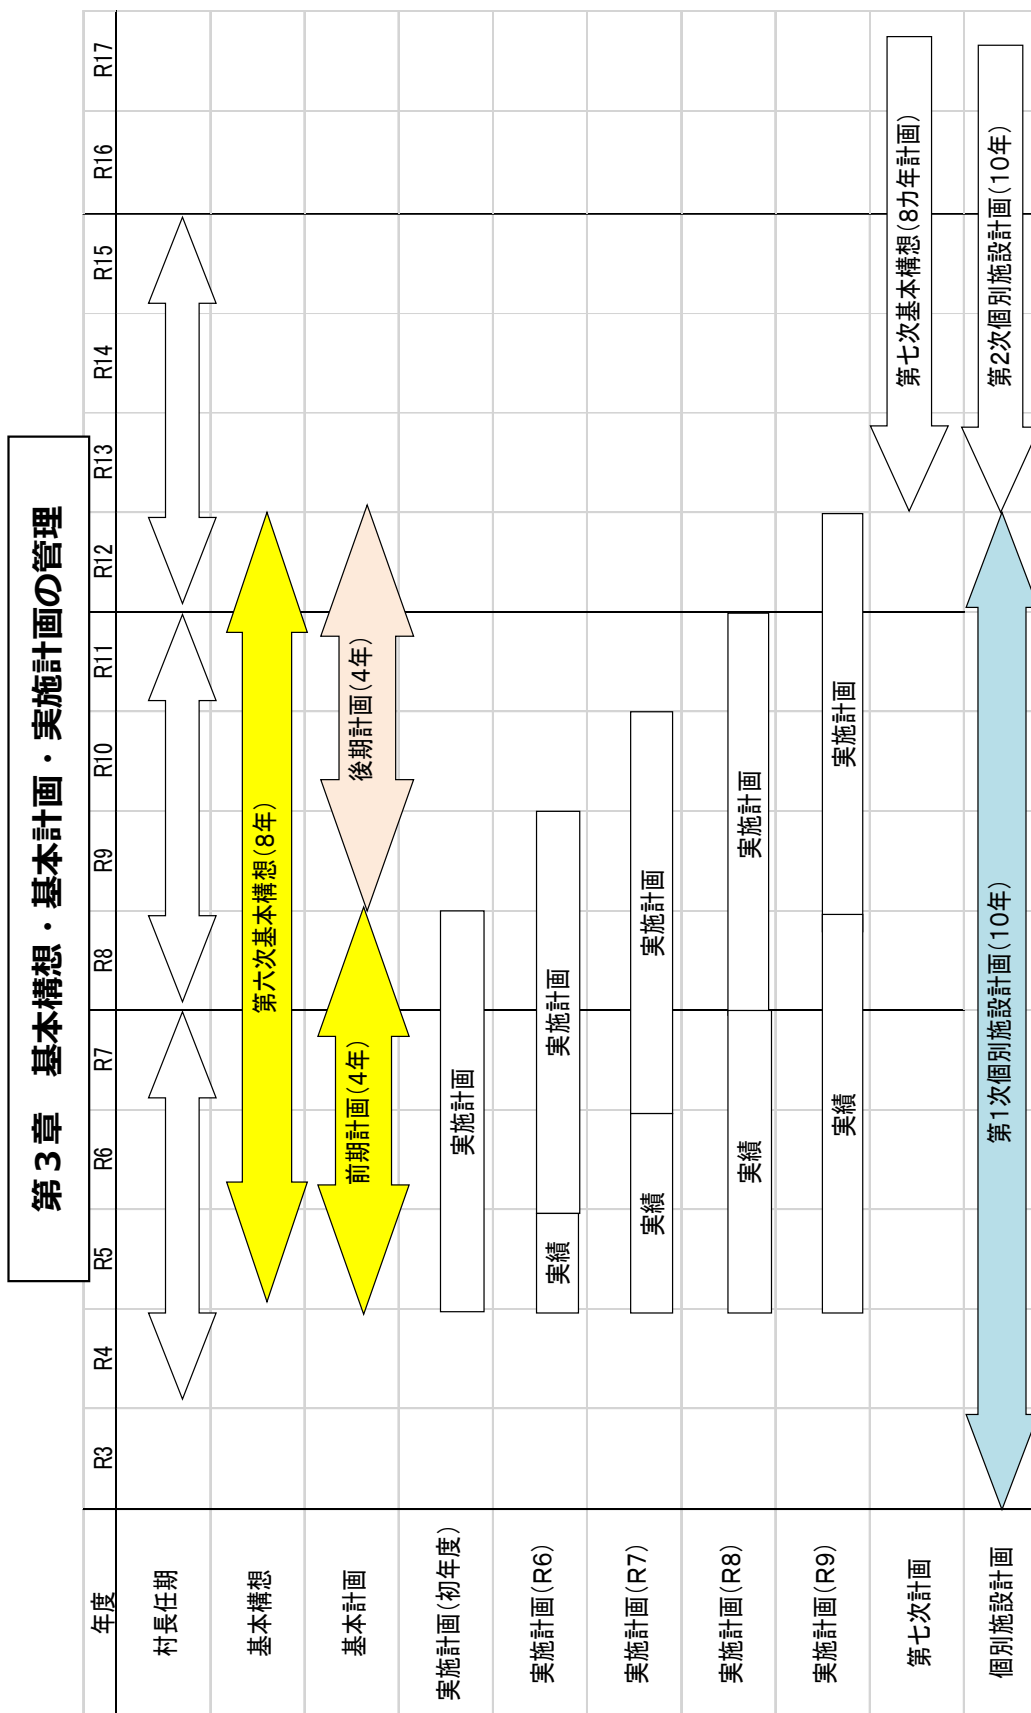 第３章　基本構想・基本計画・実施計画の管理
年度 R3 R4 R5 R6 R7 R8 R9 R10 R11 R12 R13 R14 R15 R16 R17
村長任期
基本構想 第六次基本構想(8年)
基本計画 前期計画(4年) 後期計画(4年)
実施計画(初年度) 実施計画
実施計画(R6) 実績 実施計画
実施計画(R7) 実績 実施計画
実施計画(R8) 実績 実施計画
実施計画(R9) 実績 実施計画
第七次計画 第七次基本構想(8カ年計画)
個別施設計画 第1次個別施設計画(10年) 第2次個別施設計画(10年)